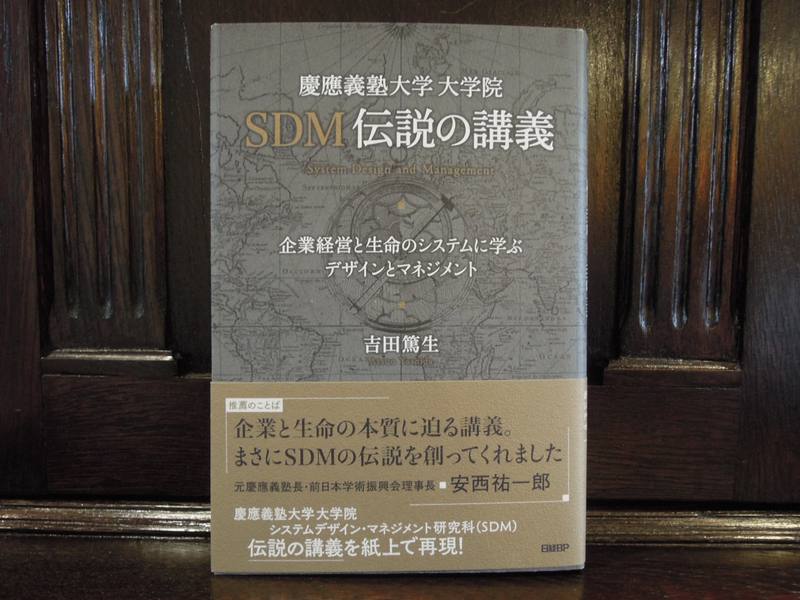 慶應義塾大学 大学院
SDM 伝説の講義
System Design and Management
企業経営と生命のシステムに学ぶ
デザインとマネジメント
吉田篤生
推薦のことば
企業と生命の本質に迫る講義。
まさにSDMの伝説を創ってくれました
元慶應義塾長・前日本学術振興会理事長 ■ 安西祐一郎
慶應義塾大学大学院
システムデザイン・マネジメント研究科(SDM)
伝説の講義を紙上で再現!
日経BP